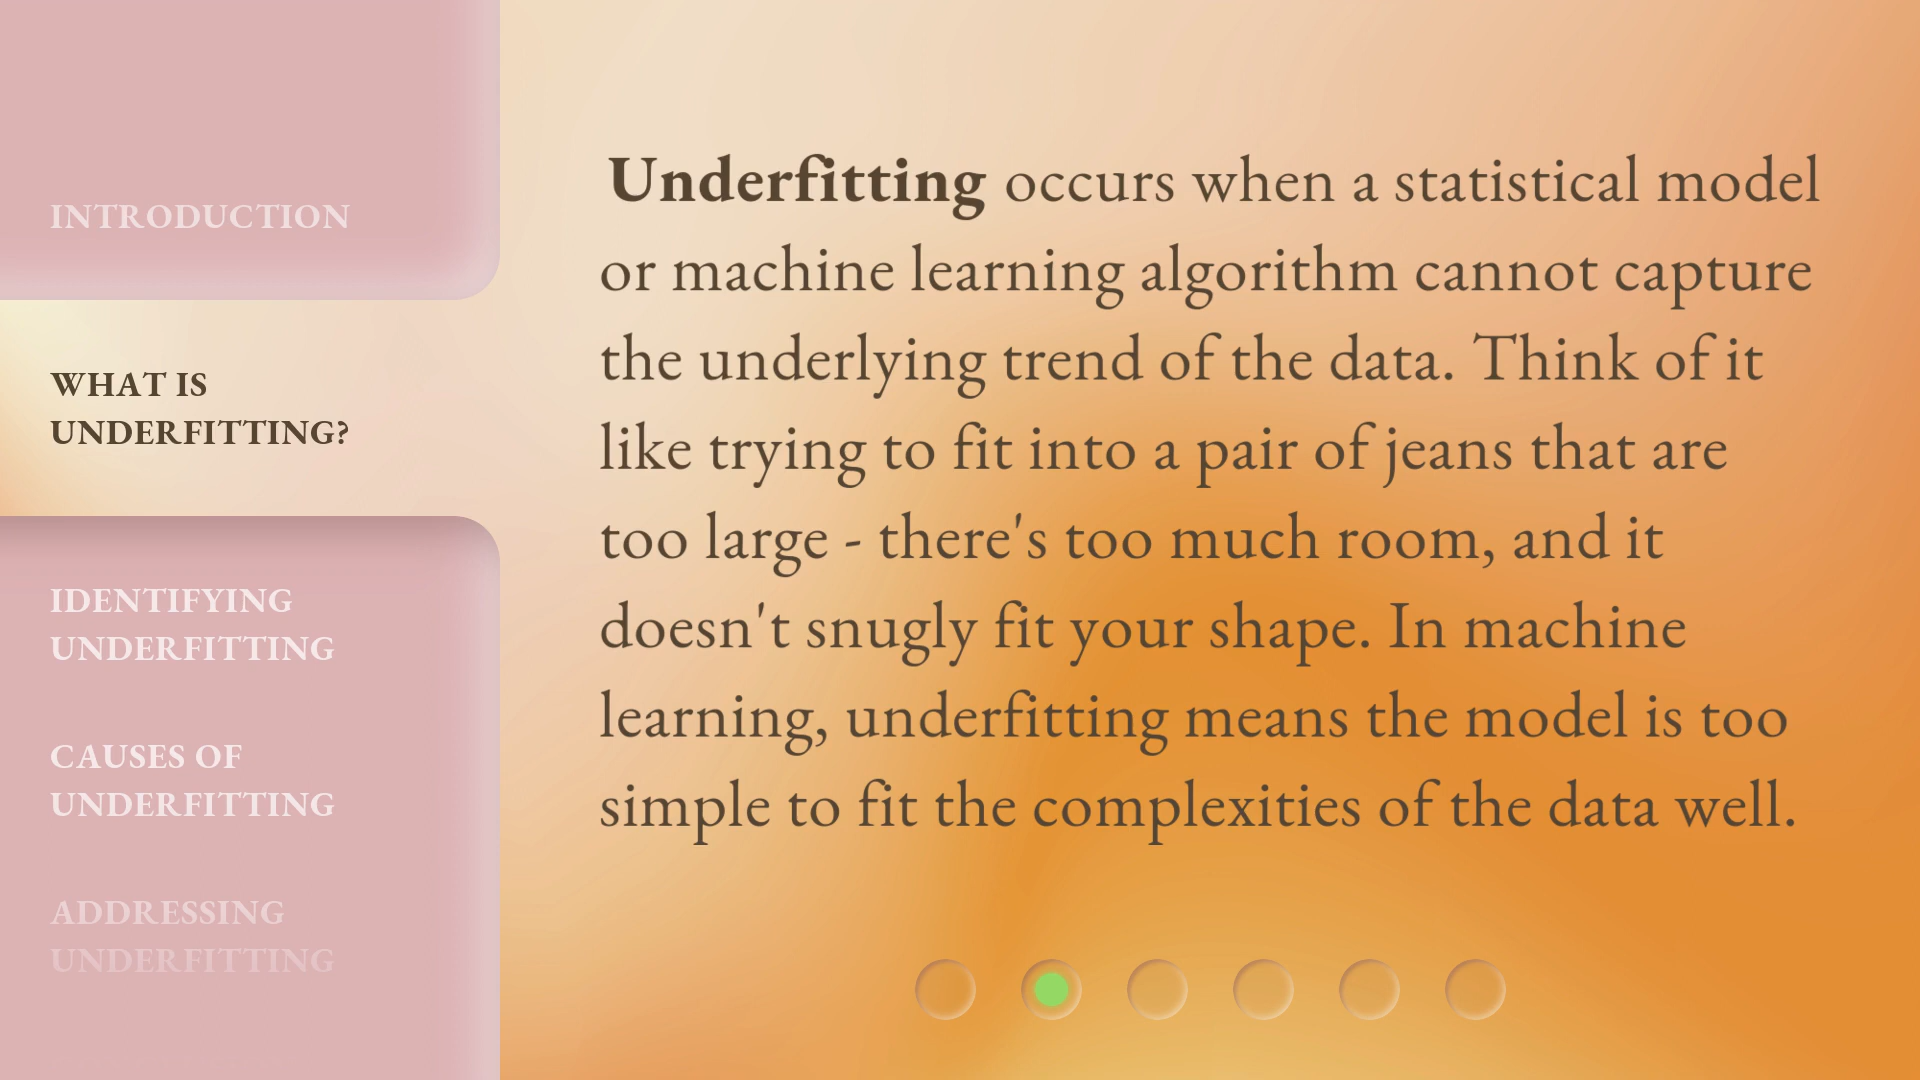 INTRODUCTION
WHAT IS
UNDERFITTING?
IDENTIFYING
UNDERFITTING
CAUSES OF
UNDERFITTING
ADDRESSING
UNDERFITTING
Underfitting occurs when a statistical model
or machine learning algorithm cannot capture
the underlying trend of the data. Think of it
like trying to fit into a pair of jeans that are
too large - there's too much room, and it
doesn't snugly fit your shape. In machine
learning, underfitting means the model is too
simple to fit the complexities of the data well.